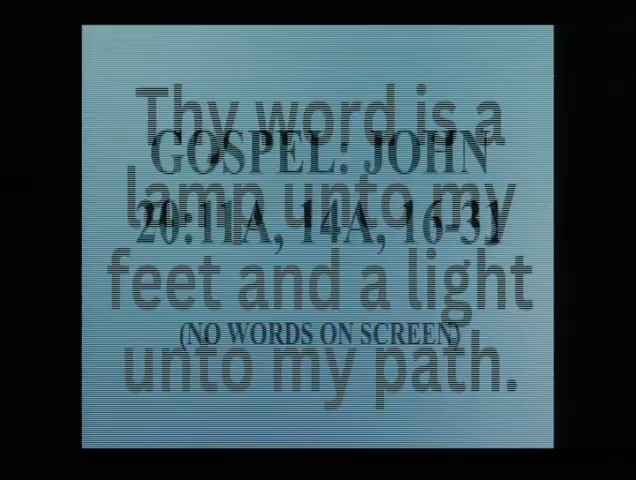 Thy word is a
lamp unto my
feet and a light
unto my path.
GOSPEL: JOHN
20:11A, 14A, 16-31
(NO WORDS ON SCREEN)